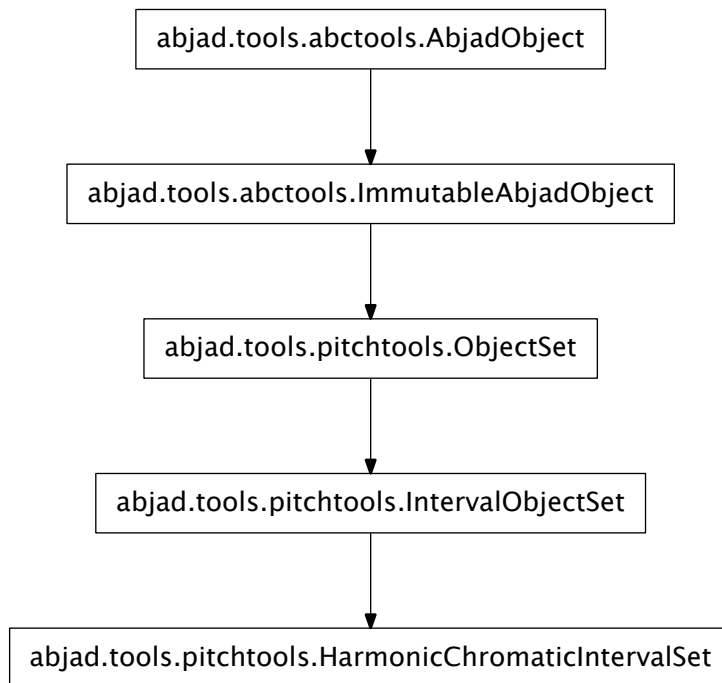 abjad.tools.abctools.AbjadObject
abjad.tools.abctools.ImmutableAbjadObject
abjad.tools.pitchtools.ObjectSet
abjad.tools.pitchtools.IntervalObjectSet
abjad.tools.pitchtools.HarmonicChromaticIntervalSet